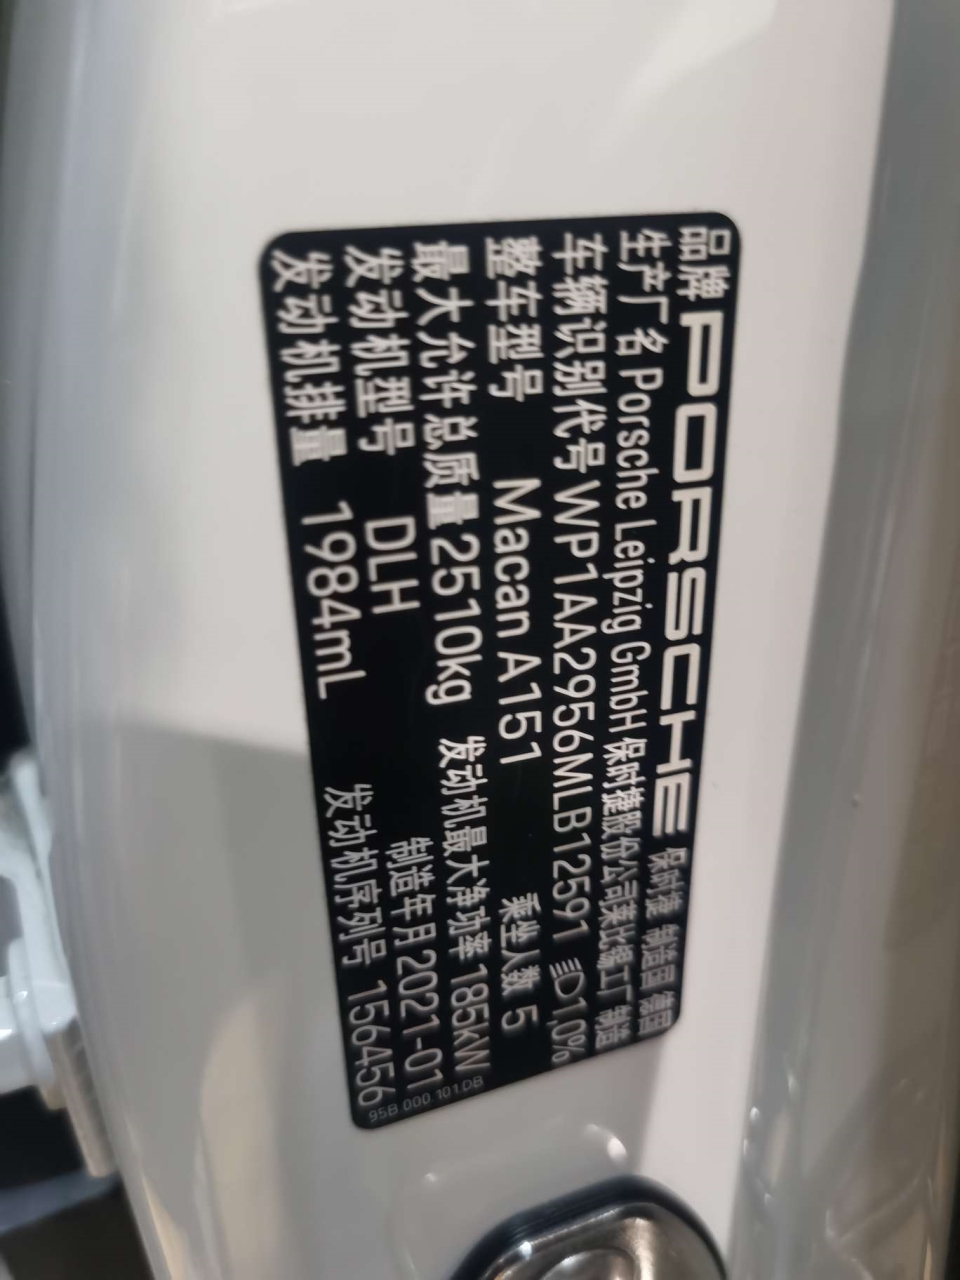 品牌 PORSCHE 保时捷 制造国 德国
生产厂名 Porsche Leipzig GmbH 保时捷股份公司莱比锡工厂 制造
车辆识别代号 WP1AA2956MLB12591 1,0%
整车型号 Macan A151 乘坐人数 5
最大允许总质量 2510kg 发动机最大净功率 185kW
发动机型号 DLH 制造年月 2021-01
发动机排量 1984mL 发动机序列号 156456
95B.000.101.DB